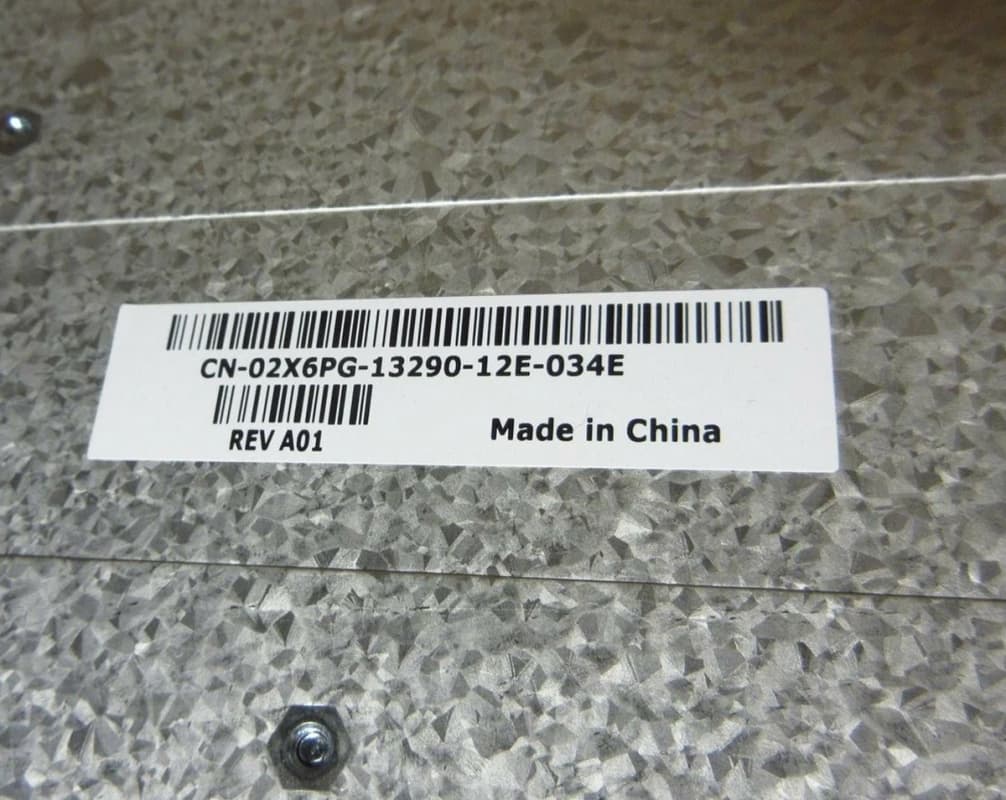 CN-02X6PG-13290-12E-034E
REV A01
Made in China